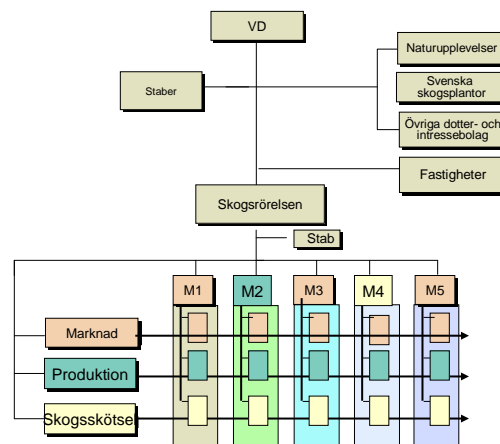 VD
Naturupplevelser
Staber
Svenska
skogsplantor
Övriga dotter- och
intressebolag
Fastigheter
Skogsrörelsen
Stab
M1
M2
M3
M4
M5
Marknad
Produktion
Skogsskötsel